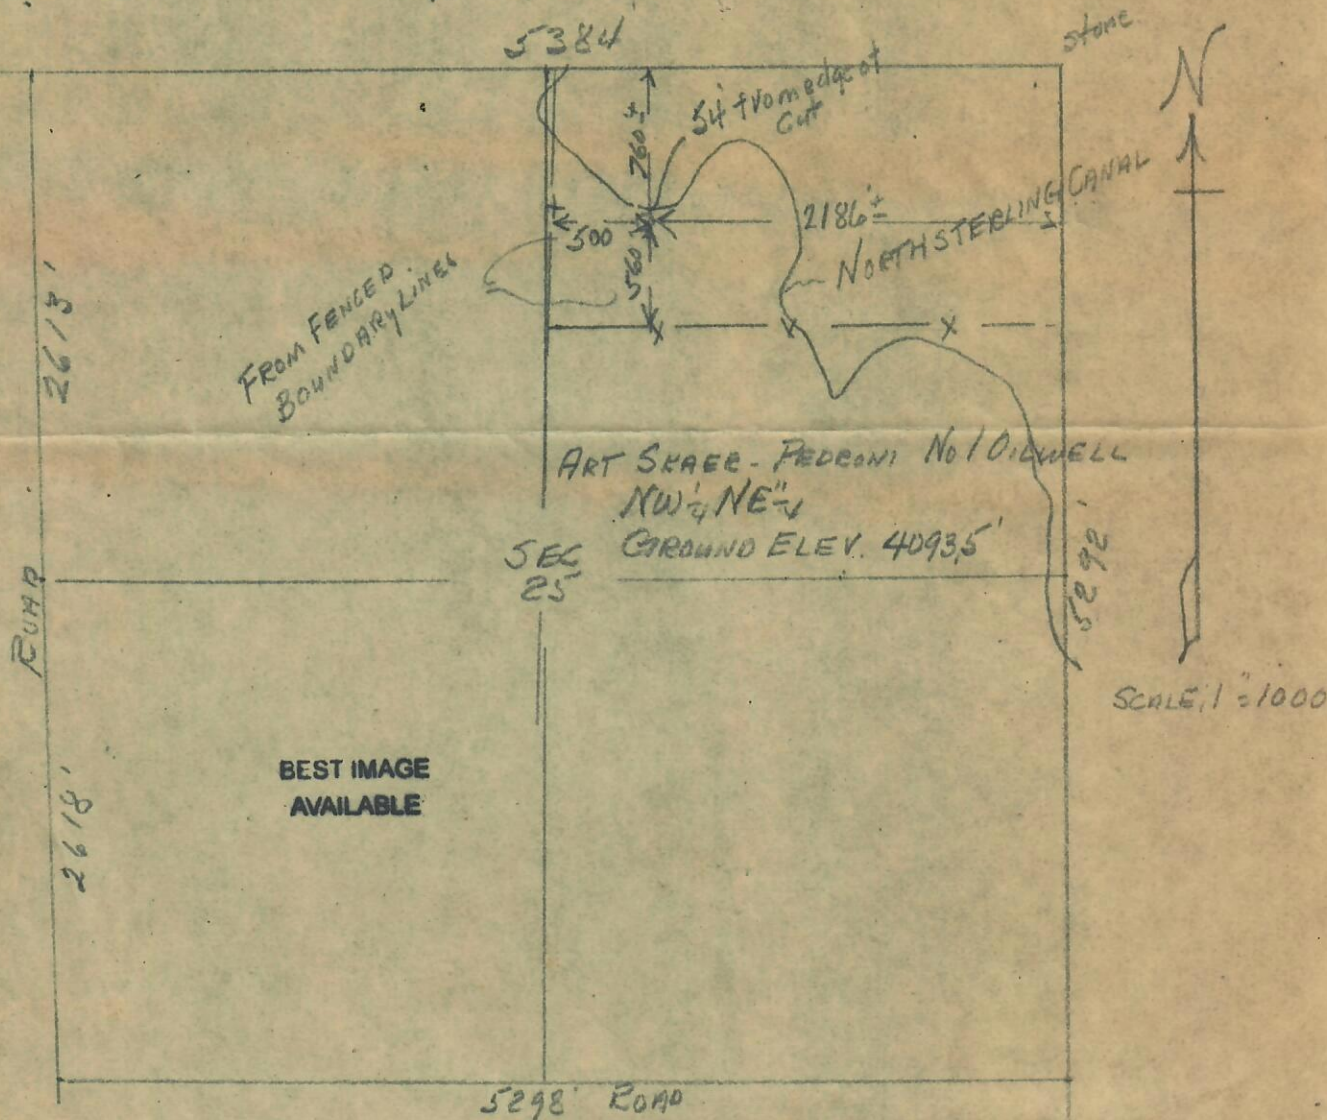 5384
stone
N
54' from edge of
Cut
760±
2186'±
500
560
NORTH STERLING CANAL
FROM FENCED
BOUNDARY LINES
2613'
ART SKAER - PEDRONI No 1 OILWELL
NW¼ NE¼
GROUND ELEV. 4093,5'
SEC
25
5292'
ROAD
SCALE, 1"=1000
BEST IMAGE
AVAILABLE
2618'
5298' ROAD